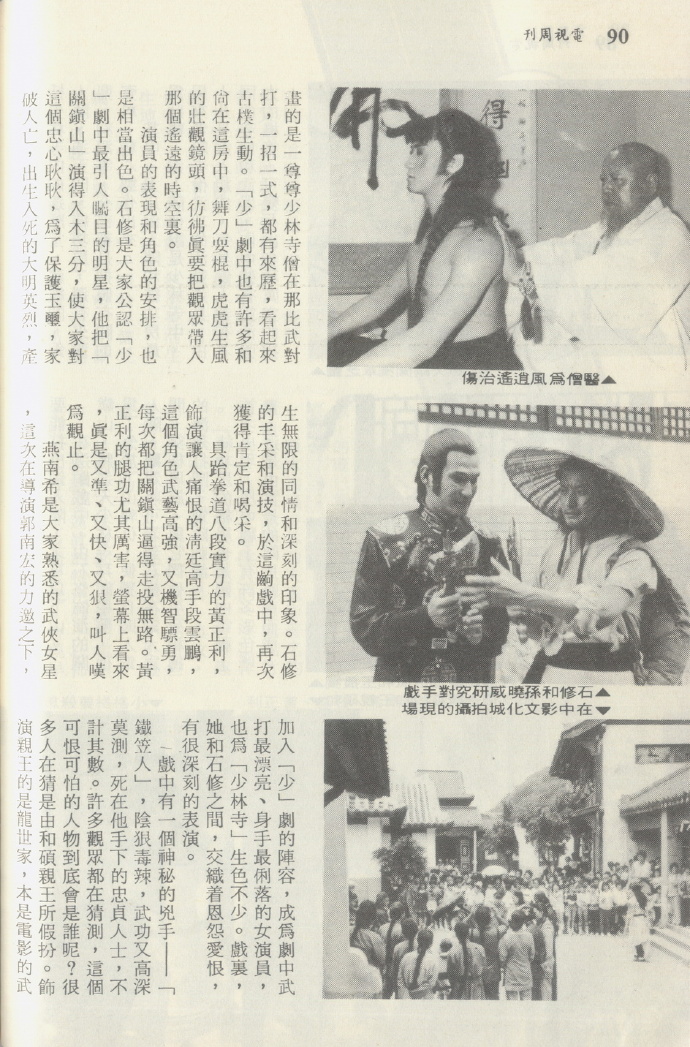 電視周刊 90
畫的是一尊尊少林寺僧在那比武對
打，一招一式，都有來歷，看起來
古樸生動。「少」劇中也有許多和
尚在這房中，舞刀耍棍，虎虎生風
的壯觀鏡頭，彷彿眞要把觀眾帶入
那個遙遠的時空裏。
演員的表現和角色的安排，也
是相當出色。石修是大家公認「少
」劇中最引人矚目的明星，他把「
關鎭山」演得入木三分，使大家對
這個忠心耿耿，爲了保護玉璽，家
破人亡，出生入死的大明英烈，產
生無限的同情和深刻的印象。石修
的丰采和演技，於這齣戲中，再次
獲得肯定和喝采。
具跆拳道八段實力的黃正利，
飾演讓人痛恨的淸廷高手段雲鵬，
這個角色武藝高強，又機智驃勇，
每次都把關鎭山逼得走投無路。黃
正利的腿功尤其厲害，螢幕上看來
，眞是又準、又快、又狠，叫人嘆
爲觀止。
燕南希是大家熟悉的武俠女星
，這次在導演郭南宏的力邀之下，
加入「少」劇的陣容，成爲劇中武
打最漂亮、身手最俐落的女演員，
也爲「少林寺」生色不少。戲裏，
她和石修之間，交織着恩怨愛恨，
有很深刻的表演。
戲中有一個神秘的兇手——「
鐵笠人」，陰狠毒辣，武功又高深
莫測，死在他手下的忠貞人士，不
計其數。許多觀眾都在猜測，這個
可恨可怕的人物到底會是誰呢？很
多人在猜是由和碩親王所假扮。飾
演親王的是龍世家，本是電影的武
得
▲醫僧爲風逍遙治傷
▲石修和孫曉威研究對手戲
▼在中影文化城拍攝的現場